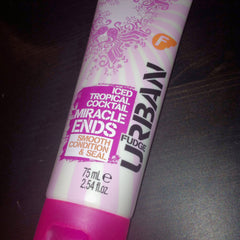 F
URBAN
FUDGE
ICED
TROPICAL
COCKTAIL
MIRACLE
ENDS
SMOOTH
CONDITION
& SEAL
75 mL e
2.54 fl.oz